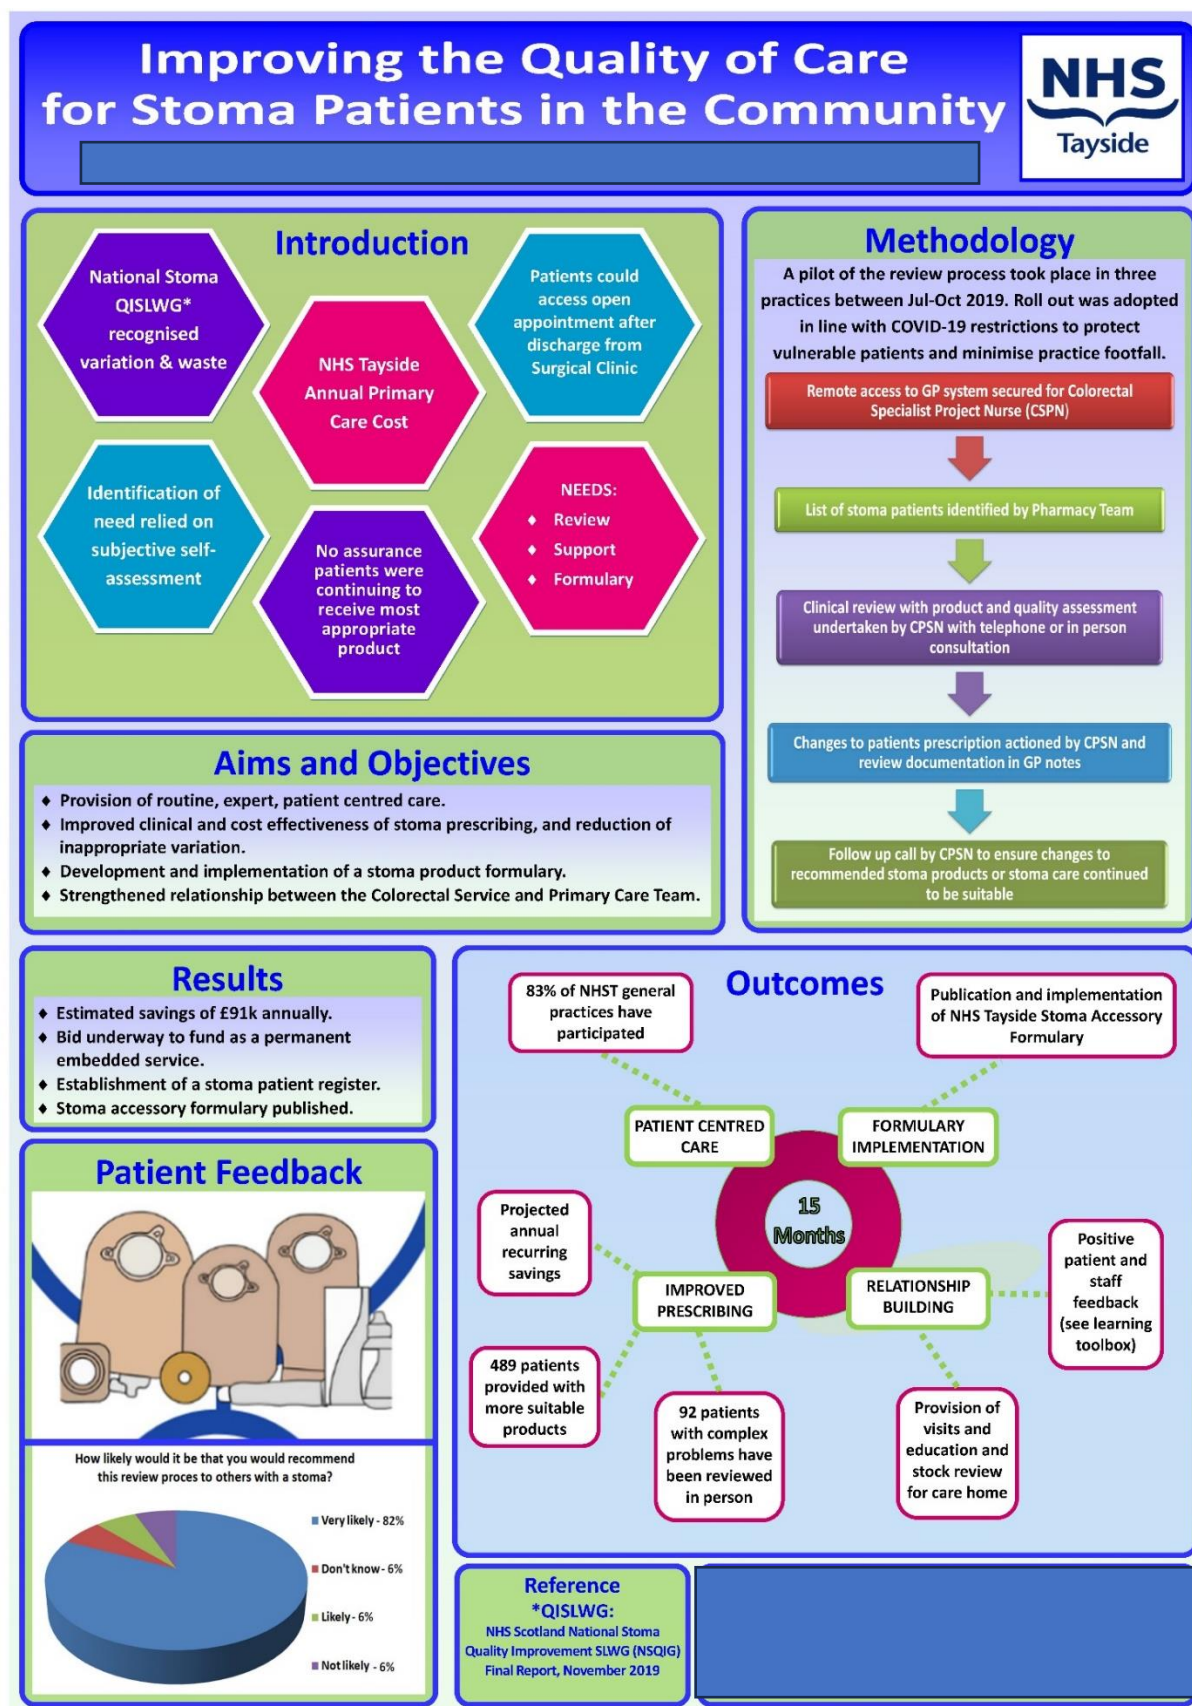 Improving the Quality of Care
for Stoma Patients in the Community
NHS
Tayside
Introduction
National Stoma
QISLWG*
recognised
variation & waste
NHS Tayside
Annual Primary
Care Cost
Patients could
access open
appointment after
discharge from
Surgical Clinic
Identification of
need relied on
subjective self-
assessment
No assurance
patients were
continuing to
receive most
appropriate
product
NEEDS:
♦ Review
♦ Support
♦ Formulary
Methodology
A pilot of the review process took place in three
practices between Jul-Oct 2019. Roll out was adopted
in line with COVID-19 restrictions to protect
vulnerable patients and minimise practice footfall.
Remote access to GP system secured for Colorectal
Specialist Project Nurse (CSPN)
List of stoma patients identified by Pharmacy Team
Clinical review with product and quality assessment
undertaken by CPSN with telephone or in person
consultation
Changes to patients prescription actioned by CPSN and
review documentation in GP notes
Follow up call by CPSN to ensure changes to
recommended stoma products or stoma care continued
to be suitable
Aims and Objectives
♦ Provision of routine, expert, patient centred care.
♦ Improved clinical and cost effectiveness of stoma prescribing, and reduction of
inappropriate variation.
♦ Development and implementation of a stoma product formulary.
♦ Strengthened relationship between the Colorectal Service and Primary Care Team.
Results
♦ Estimated savings of £91k annually.
♦ Bid underway to fund as a permanent
embedded service.
♦ Establishment of a stoma patient register.
♦ Stoma accessory formulary published.
Patient Feedback
How likely would it be that you would recommend
this review proces to others with a stoma?
Very likely - 82%
Don't know - 6%
Likely - 6%
Not likely - 6%
Outcomes
83% of NHST general
practices have
participated
Publication and implementation
of NHS Tayside Stoma Accessory
Formulary
PATIENT CENTRED
CARE
FORMULARY
IMPLEMENTATION
15
Months
Projected
annual
recurring
savings
IMPROVED
PRESCRIBING
RELATIONSHIP
BUILDING
Positive
patient and
staff
feedback
(see learning
toolbox)
489 patients
provided with
more suitable
products
92 patients
with complex
problems have
been reviewed
in person
Provision of
visits and
education and
stock review
for care home
Reference
*QISLWG:
NHS Scotland National Stoma
Quality Improvement SLWG (NSQIG)
Final Report, November 2019